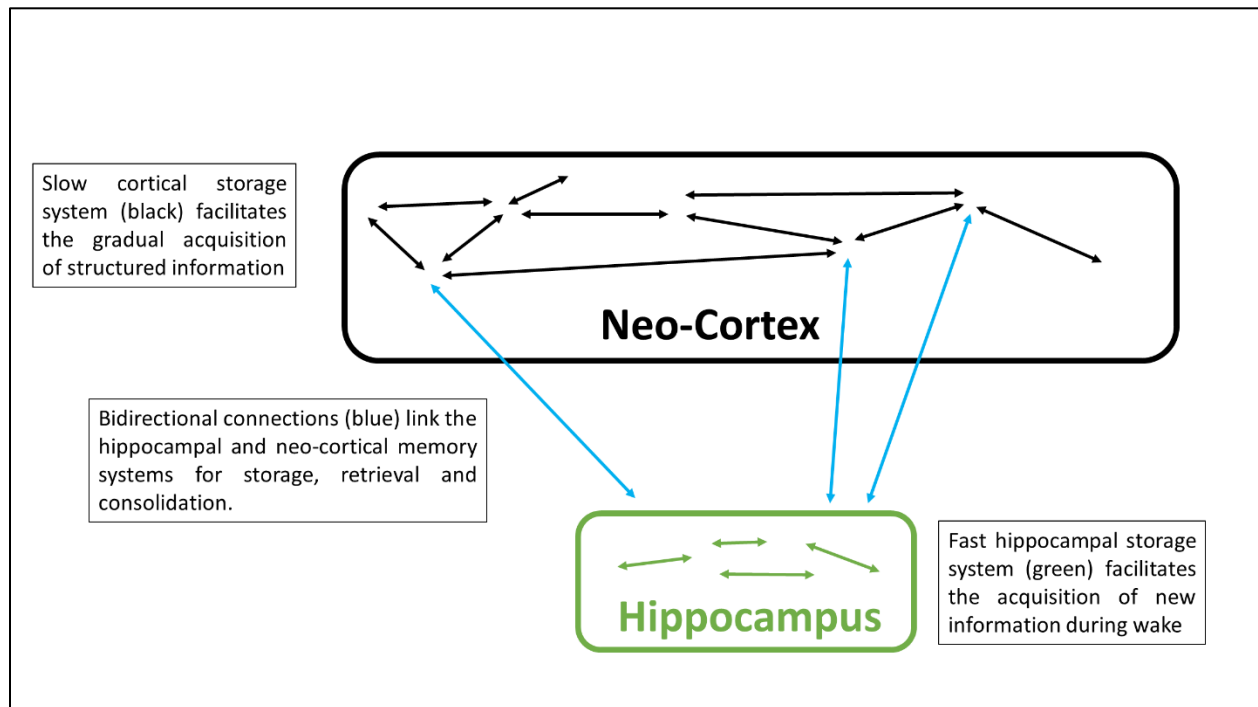 Slow cortical storage
system (black) facilitates
the gradual acquisition
of structured information
Neo-Cortex
Bidirectional connections (blue) link the
hippocampal and neo-cortical memory
systems for storage, retrieval and
consolidation.
Hippocampus
Fast hippocampal storage
system (green) facilitates
the acquisition of new
information during wake